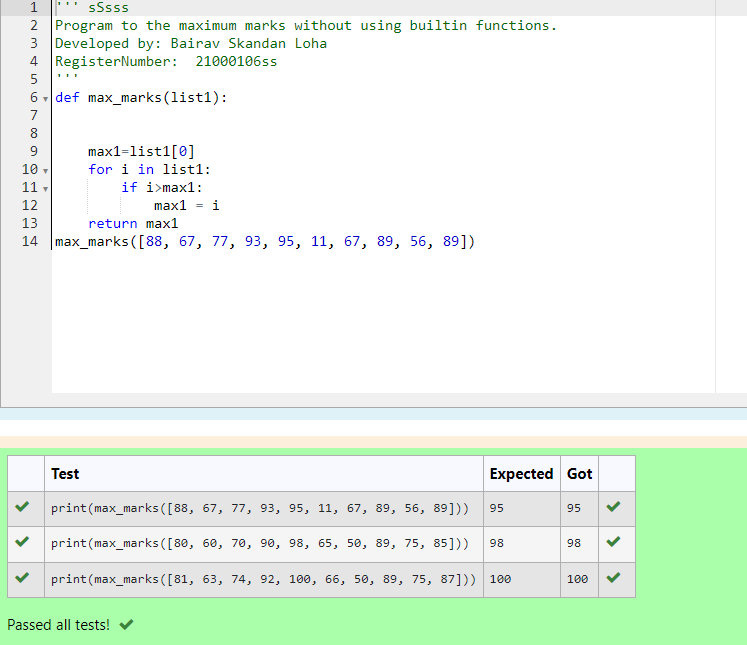 1 ''' sSsss
2 Program to the maximum marks without using builtin functions.
3 Developed by: Bairav Skandan Loha
4 RegisterNumber:  21000106ss
5 '''
6 def max_marks(list1):
7
8
9     max1=list1[0]
10     for i in list1:
11         if i>max1:
12             max1 = i
13     return max1
14 max_marks([88, 67, 77, 93, 95, 11, 67, 89, 56, 89])
Test Expected Got
print(max_marks([88, 67, 77, 93, 95, 11, 67, 89, 56, 89])) 95 95
print(max_marks([80, 60, 70, 90, 98, 65, 50, 89, 75, 85])) 98 98
print(max_marks([81, 63, 74, 92, 100, 66, 50, 89, 75, 87])) 100 100
Passed all tests!